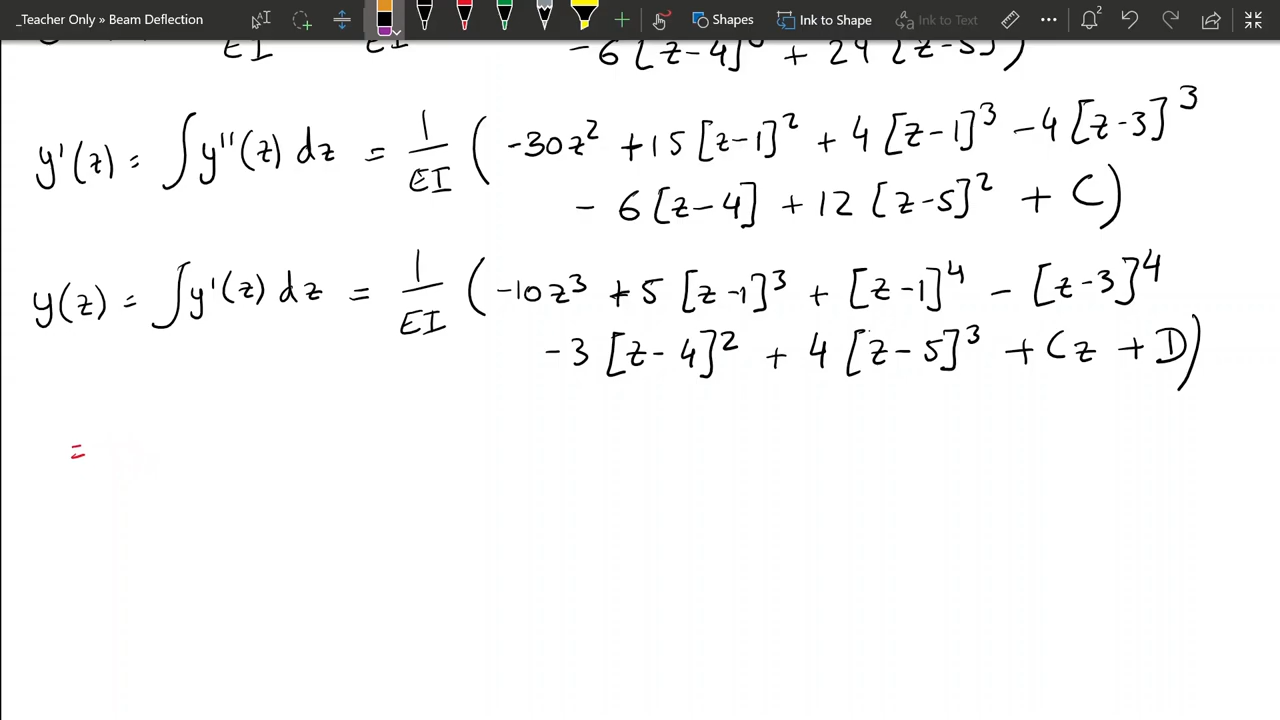 _Teacher Only » Beam Deflection Shapes Ink to Shape Ink to Text 2
EI EI - 6 [z-4]⁰ + 24 [z-5])
y'(z) = ∫y''(z) dz = 1/EI ( -30z² + 15 [z-1]² + 4 [z-1]³ - 4 [z-3]³
- 6 [z-4] + 12 [z-5]² + C)
y(z) = ∫y'(z) dz = 1/EI ( -10z³ + 5 [z-1]³ + [z-1]⁴ - [z-3]⁴
-3 [z-4]² + 4 [z-5]³ + Cz + D)
=